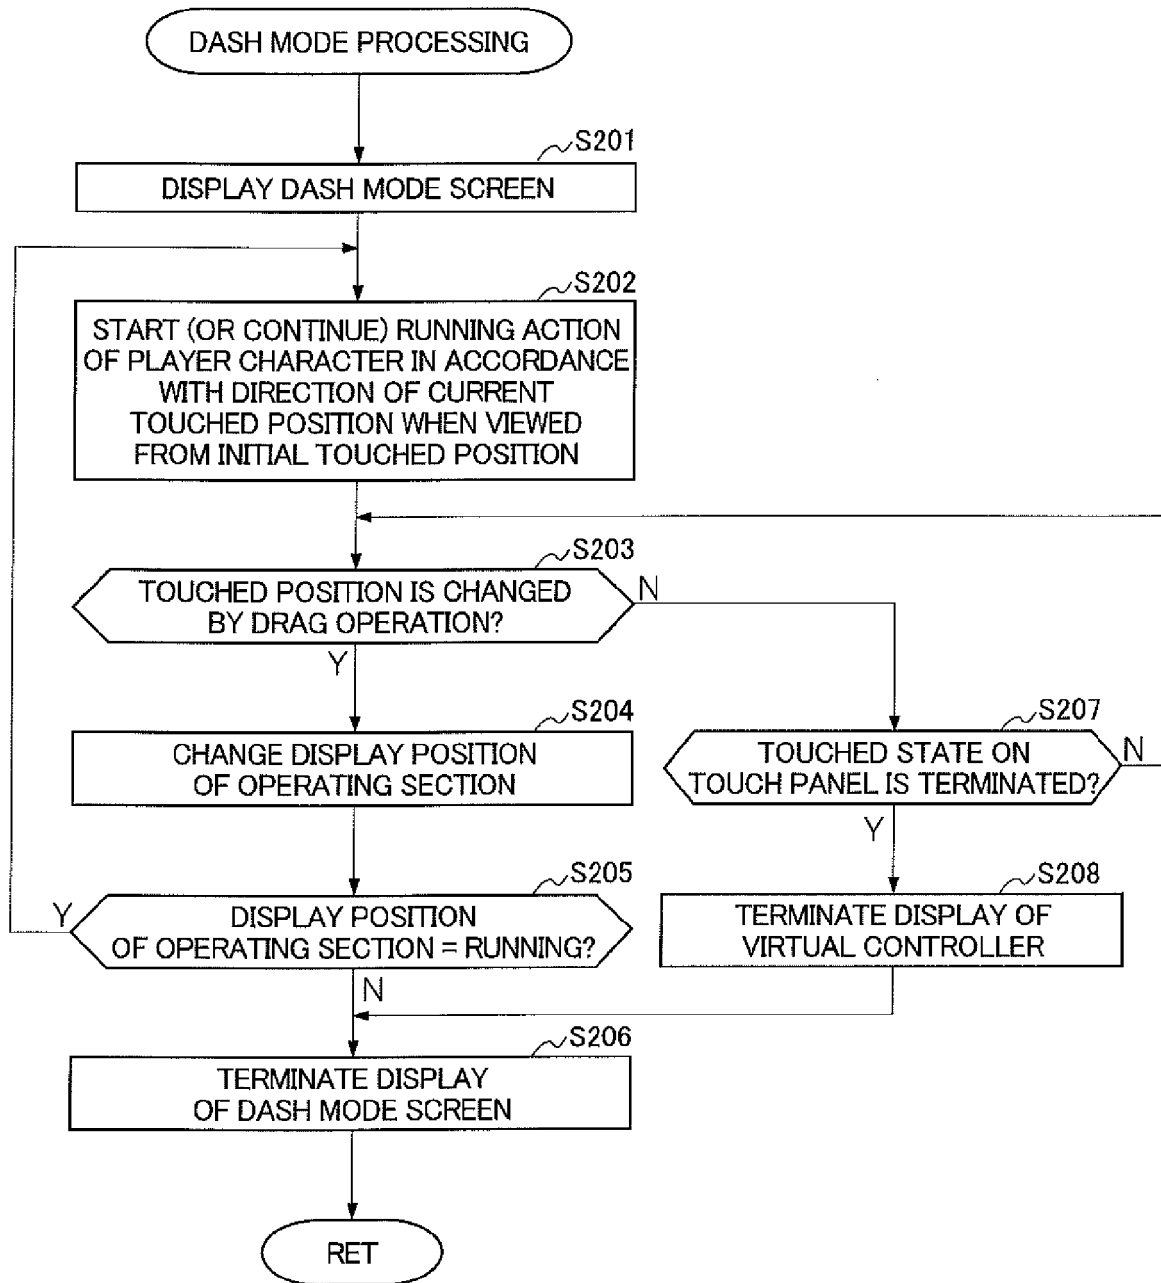 DASH MODE PROCESSING
S201
DISPLAY DASH MODE SCREEN
S202
START (OR CONTINUE) RUNNING ACTION
OF PLAYER CHARACTER IN ACCORDANCE
WITH DIRECTION OF CURRENT
TOUCHED POSITION WHEN VIEWED
FROM INITIAL TOUCHED POSITION
S203
TOUCHED POSITION IS CHANGED
BY DRAG OPERATION?
N
Y
S204
CHANGE DISPLAY POSITION
OF OPERATING SECTION
S207
TOUCHED STATE ON
TOUCH PANEL IS TERMINATED?
N
Y
S205
DISPLAY POSITION
OF OPERATING SECTION = RUNNING?
Y
N
S208
TERMINATE DISPLAY OF
VIRTUAL CONTROLLER
S206
TERMINATE DISPLAY
OF DASH MODE SCREEN
RET